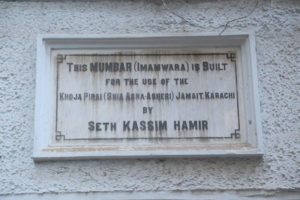 THIS MUMBAR (IMAMWARA) IS BUILT
FOR THE USE OF THE
KHOJA PIRAI (SHIA ASNA-ASHERI) JAMAIT, KARACHI
BY
SETH KASSIM HAMIR